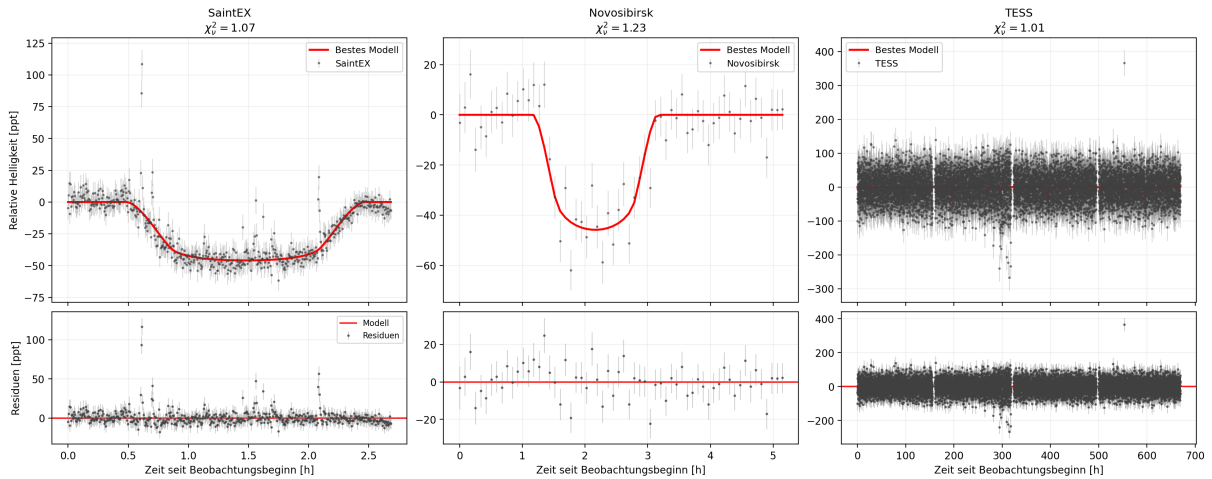 SaintEX
χ²ᵥ = 1.07
Novosibirsk
χ²ᵥ = 1.23
TESS
χ²ᵥ = 1.01
Relative Helligkeit [ppt]
125
100
75
50
25
0
−25
−50
−75
Bestes Modell
SaintEX
20
0
−20
−40
−60
Bestes Modell
Novosibirsk
400
300
200
100
0
−100
−200
−300
Bestes Modell
TESS
Residuen [ppt]
100
50
0
Modell
Residuen
0.0 0.5 1.0 1.5 2.0 2.5
Zeit seit Beobachtungsbeginn [h]
20
0
−20
0 1 2 3 4 5
Zeit seit Beobachtungsbeginn [h]
400
200
0
−200
0 100 200 300 400 500 600 700
Zeit seit Beobachtungsbeginn [h]